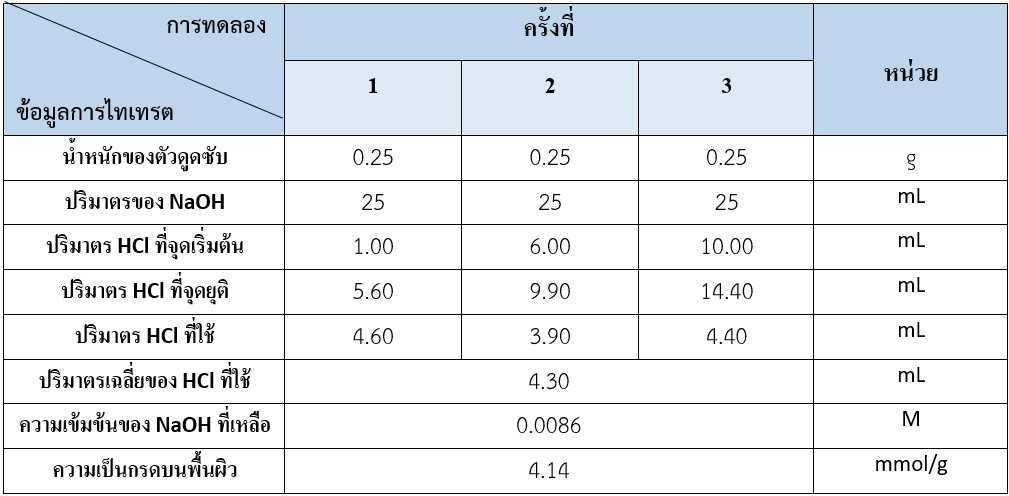 การทดลอง
ครั้งที่
หน่วย
1 2 3
ข้อมูลการไทเทรต
น้ำหนักของตัวดูดซับ 0.25 0.25 0.25 g
ปริมาตรของ NaOH 25 25 25 mL
ปริมาตร HCl ที่จุดเริ่มต้น 1.00 6.00 10.00 mL
ปริมาตร HCl ที่จุดยุติ 5.60 9.90 14.40 mL
ปริมาตร HCl ที่ใช้ 4.60 3.90 4.40 mL
ปริมาตรเฉลี่ยของ HCl ที่ใช้ 4.30 mL
ความเข้มข้นของ NaOH ที่เหลือ 0.0086 M
ความเป็นกรดบนพื้นผิว 4.14 mmol/g